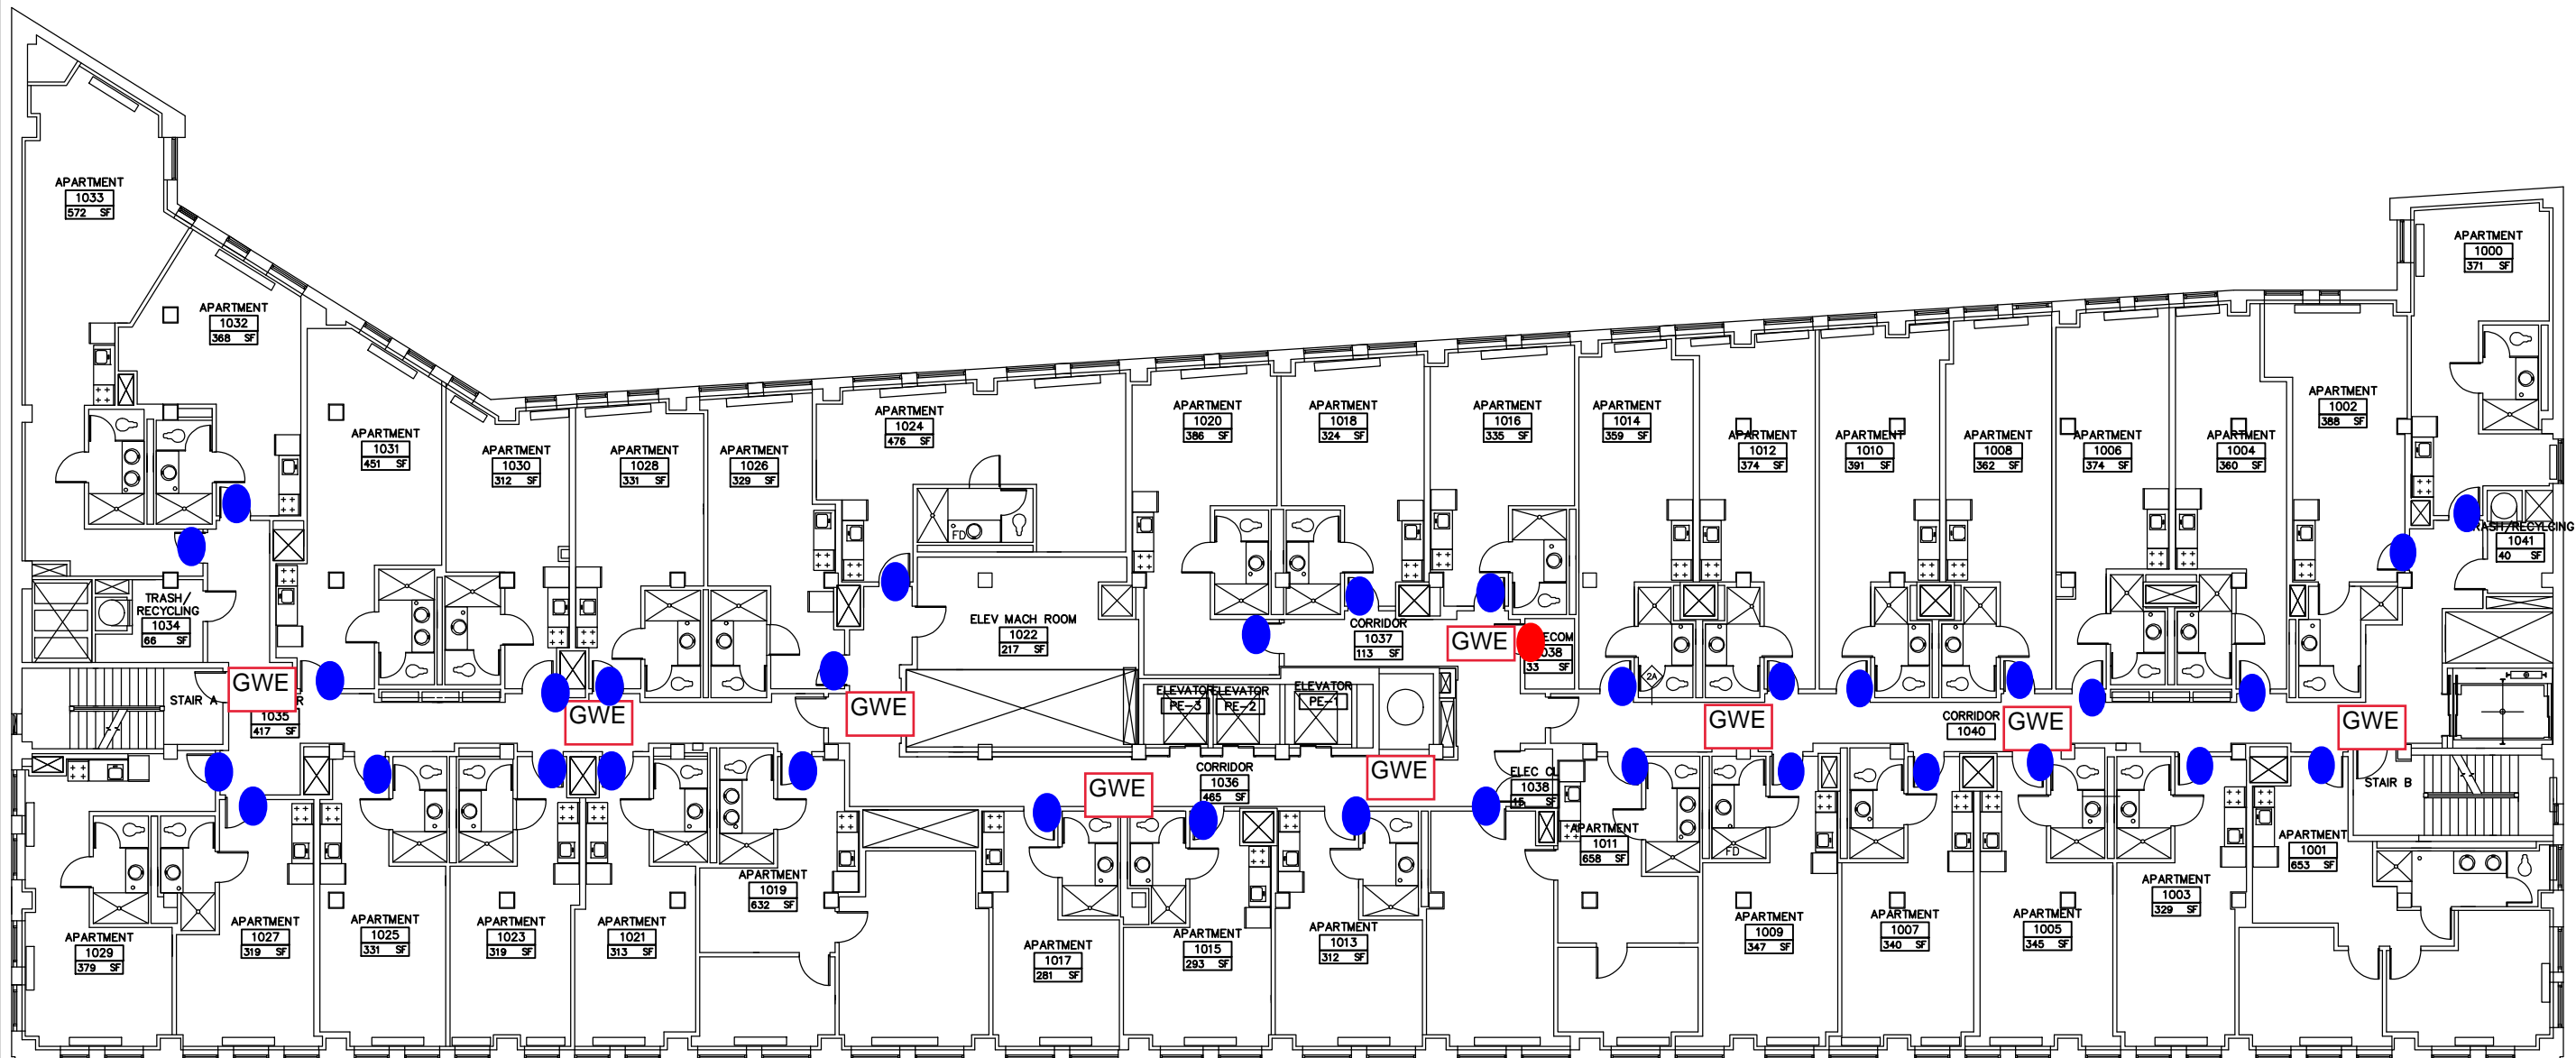 APARTMENT
1033
572 SF
APARTMENT
1032
368 SF
APARTMENT
1031
451 SF
APARTMENT
1030
312 SF
APARTMENT
1028
331 SF
APARTMENT
1026
329 SF
APARTMENT
1024
476 SF
APARTMENT
1020
386 SF
APARTMENT
1018
324 SF
APARTMENT
1016
335 SF
APARTMENT
1014
359 SF
APARTMENT
1012
374 SF
APARTMENT
1010
391 SF
APARTMENT
1008
362 SF
APARTMENT
1006
374 SF
APARTMENT
1004
360 SF
APARTMENT
1002
388 SF
APARTMENT
1000
371 SF
FD
1041
40 SF
TRASH/
RECYCLING
1034
66 SF
ELEV MACH ROOM
1022
217 SF
CORRIDOR
1037
113 SF
GWE
33 SF
STAIR A
GWE
1035
417 SF
GWE
GWE
ELEVATOR
PE-3
ELEVATOR
PE-2
ELEVATOR
PE-1
2A
GWE
CORRIDOR
1040
GWE
GWE
GWE
CORRIDOR
1036
465 SF
GWE
1038
15 SF
STAIR B
APARTMENT
1029
379 SF
APARTMENT
1027
319 SF
APARTMENT
1025
331 SF
APARTMENT
1023
319 SF
APARTMENT
1021
313 SF
APARTMENT
1019
632 SF
APARTMENT
1017
281 SF
APARTMENT
1015
293 SF
APARTMENT
1013
312 SF
APARTMENT
1011
658 SF
FD
APARTMENT
1009
347 SF
APARTMENT
1007
340 SF
APARTMENT
1005
345 SF
APARTMENT
1003
329 SF
APARTMENT
1001
653 SF